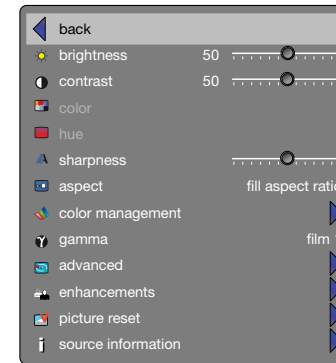 back
brightness 50
contrast 50
color
hue
sharpness
aspect fill aspect ratio
color management
gamma film
advanced
enhancements
picture reset
source information